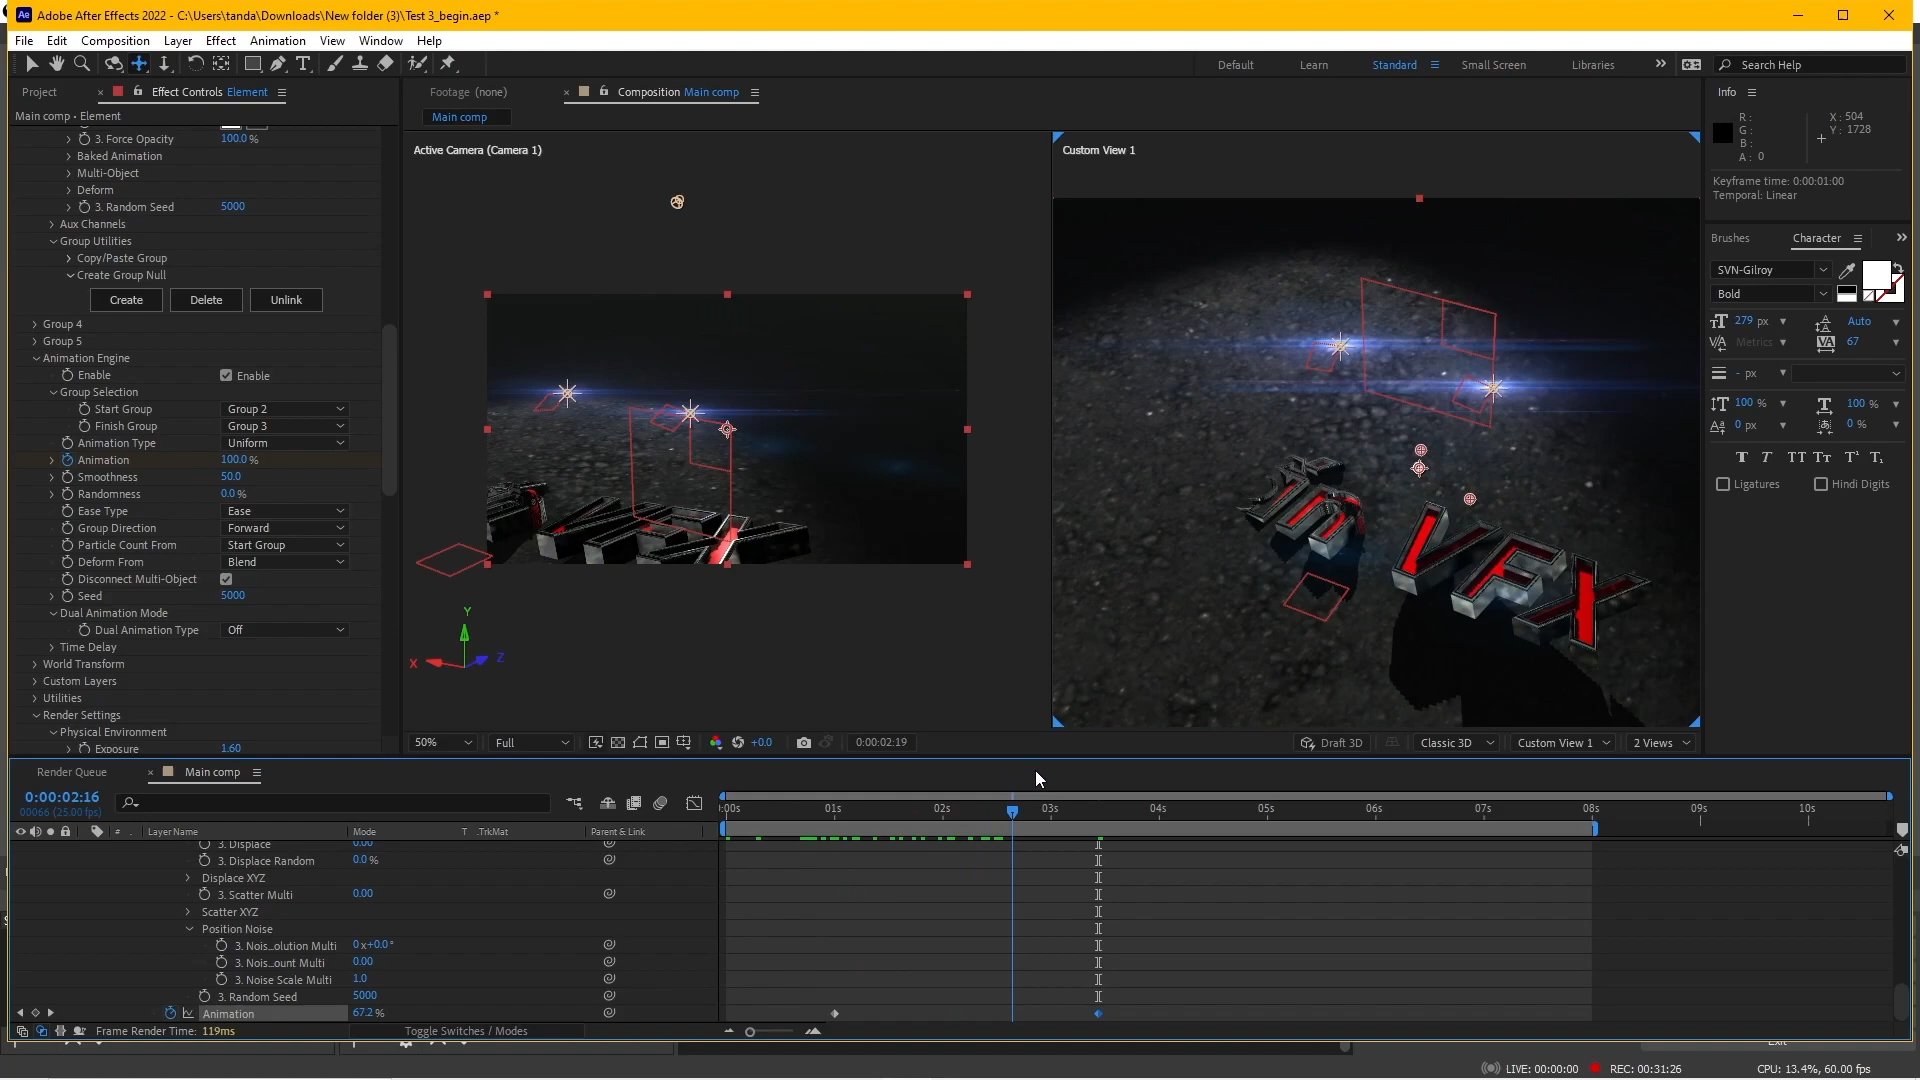 Adobe After Effects 2022 - C:\Users\tanda\Downloads\New folder (3)\Test 3_begin.aep *
File Edit Composition Layer Effect Animation View Window Help
Default Learn Standard Small Screen Libraries Search Help
Project Effect Controls Element Footage (none) Composition Main comp Info
Main comp • Element
Main comp
3. Force Opacity 100.0 %
Baked Animation
Multi-Object
Deform
3. Random Seed 5000
Aux Channels
Group Utilities
Copy/Paste Group
Create Group Null
Create Delete Unlink
Group 4
Group 5
Animation Engine
Enable Enable
Group Selection
Start Group Group 2
Finish Group Group 3
Animation Type Uniform
Animation 100.0 %
Smoothness 50.0
Randomness 0.0 %
Ease Type Ease
Group Direction Forward
Particle Count From Start Group
Deform From Blend
Disconnect Multi-Object
Seed 5000
Dual Animation Mode
Dual Animation Type Off
Time Delay
World Transform
Custom Layers
Utilities
Render Settings
Physical Environment
Exposure 1.60
Active Camera (Camera 1)
Y
X Z
Custom View 1
VFX
50% Full +0.0 0:00:02:19 Draft 3D Classic 3D Custom View 1 2 Views
R :
G :
B :
A : 0
X : 504
Y : 1728
Keyframe time: 0:00:01:00
Temporal: Linear
Brushes Character
SVN-Gilroy
Bold
279 px Auto
Metrics 67
- px
100 % 100 %
0 px 0 %
T T TT Tт T¹ T₁
Ligatures Hindi Digits
Render Queue Main comp
0:00:02:16
00066 (25.00 fps)
:00s 01s 02s 03s 04s 05s 06s 07s 08s 09s 10s
# Layer Name Mode T .TrkMat Parent & Link
3. Displace 0.00
3. Displace Random 0.0 %
Displace XYZ
3. Scatter Multi 0.00
Scatter XYZ
Position Noise
3. Nois...olution Multi 0 x+0.0 °
3. Nois...ount Multi 0.00
3. Noise Scale Multi 1.0
3. Random Seed 5000
Animation 67.2 %
Frame Render Time: 119ms Toggle Switches / Modes
Exit
LIVE: 00:00:00 REC: 00:31:26 CPU: 13.4%, 60.00 fps